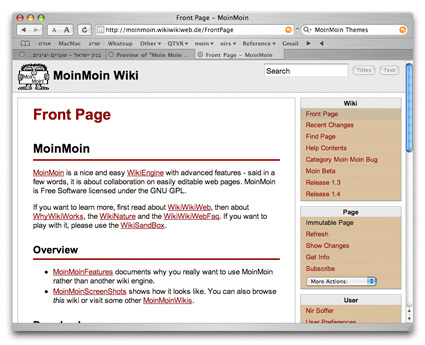 Front Page – MoinMoin
http://moinmoin.wikiwikiweb.de/FrontPage
MoinMoin Themes
MacMac
Whatsup
Other
QTVR
moin
nirs
Reference
Gmail
Preview of "Moin Moin ...
Front Page – MoinMoin
MoinMoin Wiki
Search
Titles
Text
Front Page
MoinMoin
MoinMoin is a nice and easy WikiEngine with advanced features - said in a
few words, it is about collaboration on easily editable web pages. MoinMoin
is Free Software licensed under the GNU GPL.
If you want to learn more, first read about WikiWikiWeb, then about
WhyWikiWorks, the WikiNature and the WikiWikiWebFaq. If you want to
play with it, please use the WikiSandBox.
Overview
• MoinMoinFeatures documents why you really want to use MoinMoin
rather than another wiki engine.
• MoinMoinScreenShots shows how it looks like. You can also browse
this wiki or visit some other MoinMoinWikis.
Wiki
Front Page
Recent Changes
Find Page
Help Contents
Category Moin Moin Bug
Moin Beta
Release 1.3
Release 1.4
Page
Immutable Page
Refresh
Show Changes
Get Info
Subscribe
More Actions:
User
Nir Soffer
User Preferences